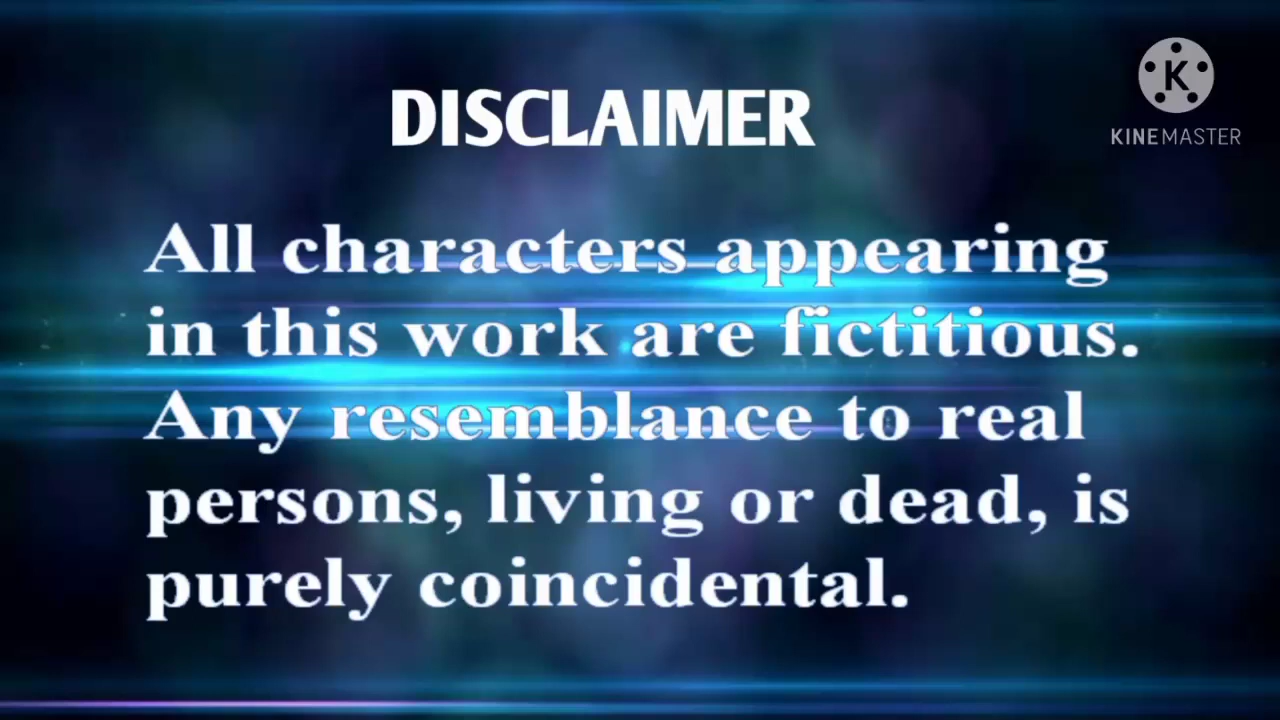 DISCLAIMER
K
KINEMASTER
All characters appearing
in this work are fictitious.
Any resemblance to real
persons, living or dead, is
purely coincidental.